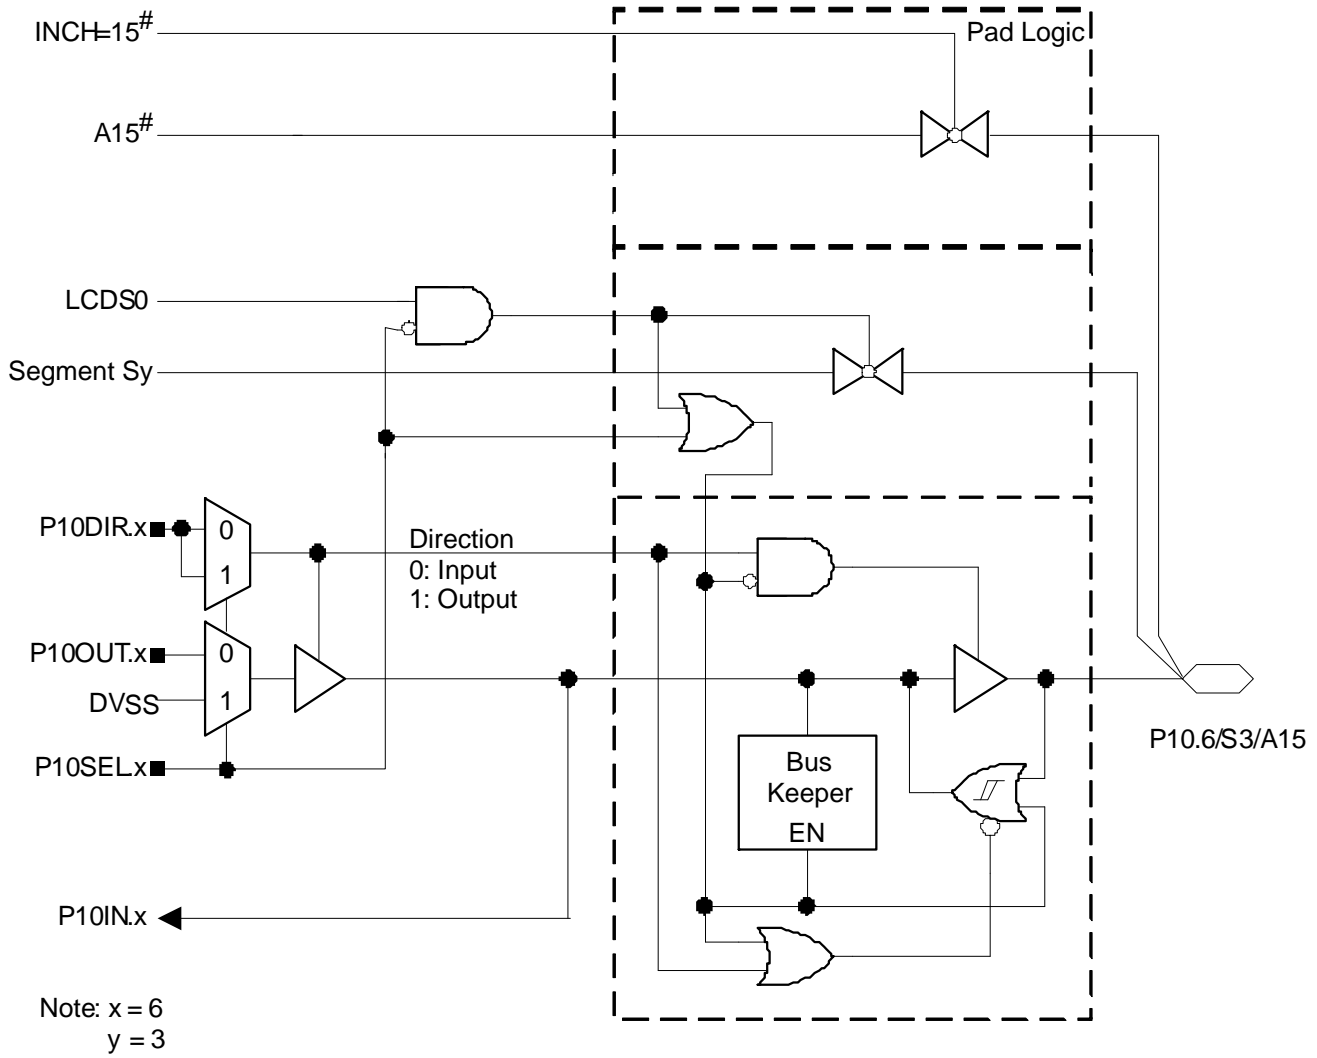 INCH=15#
Pad Logic
A15#
LCDS0
Segment Sy
P10DIR.x
0
1
Direction
0: Input
1: Output
P10OUT.x
0
DVSS
1
P10SEL.x
P10.6/S3/A15
Bus
Keeper
EN
P10IN.x
Note: x = 6
y = 3